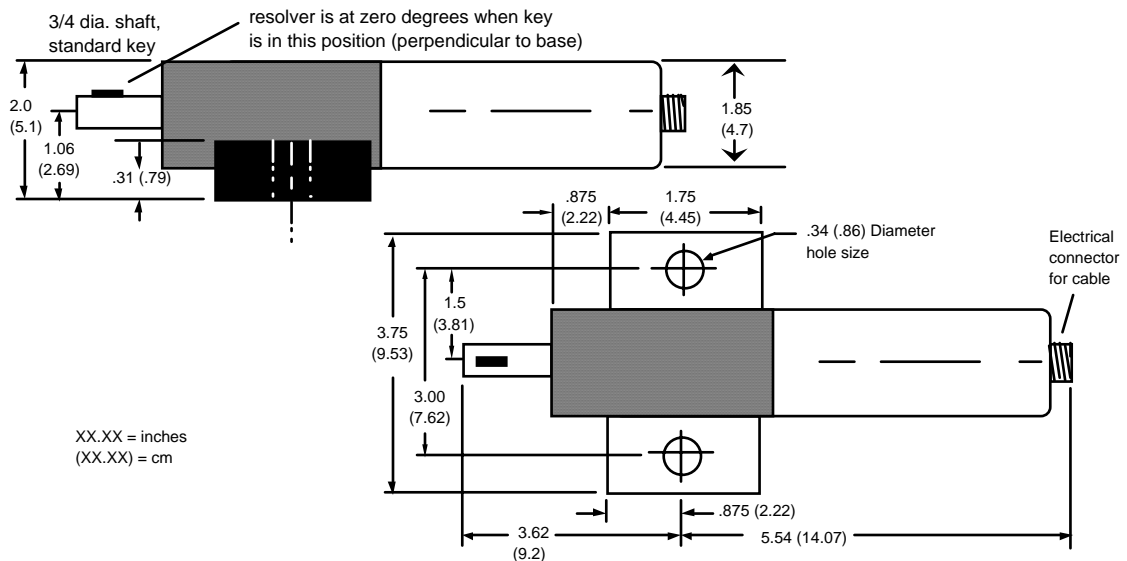 3/4 dia. shaft,
standard key
resolver is at zero degrees when key
is in this position (perpendicular to base)
2.0
(5.1)
1.06
(2.69)
.31 (.79)
1.85
(4.7)
.875
(2.22)
1.75
(4.45)
.34 (.86) Diameter
hole size
Electrical
connector
for cable
1.5
(3.81)
3.75
(9.53)
3.00
(7.62)
XX.XX = inches
(XX.XX) = cm
.875 (2.22)
3.62
(9.2)
5.54 (14.07)